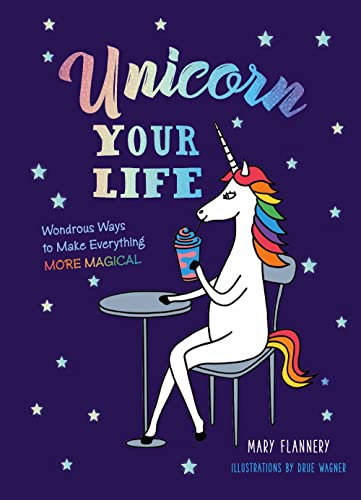 Unicorn
YOUR
LIFE
Wondrous Ways
to Make Everything
MORE MAGICAL
MARY FLANNERY
ILLUSTRATIONS BY DRUE WAGNER